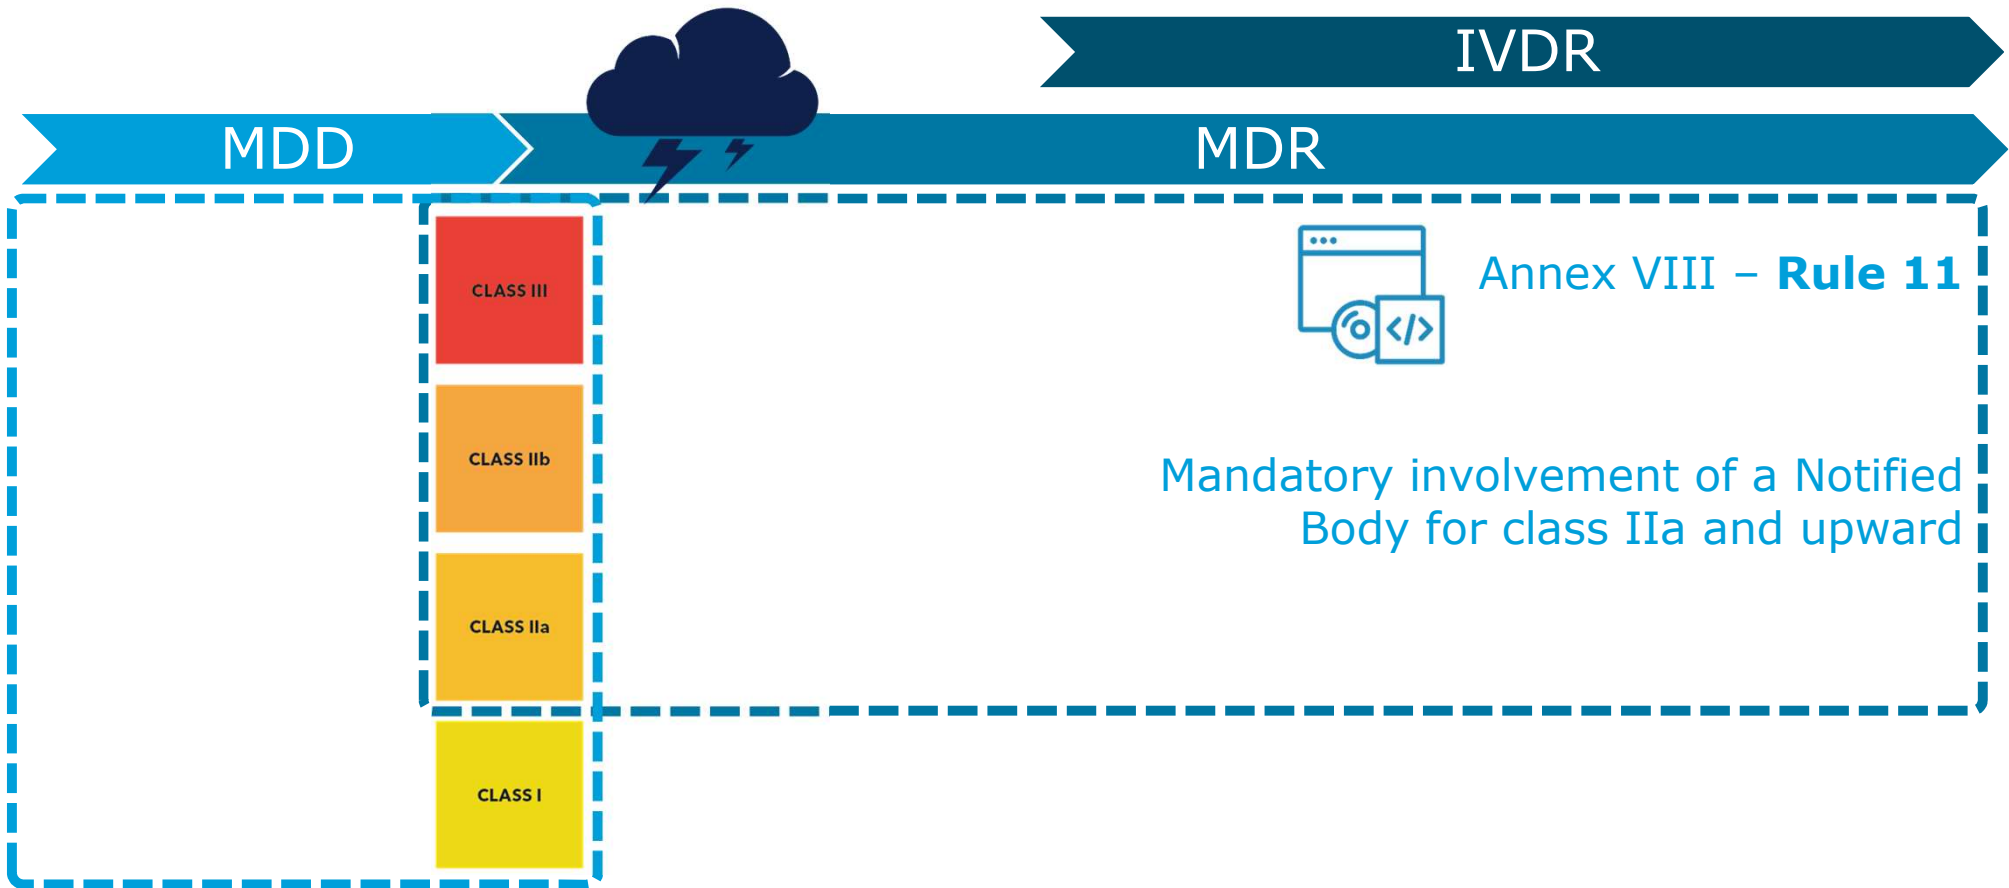 IVDR
MDD
MDR
CLASS III
</>
Annex VIII – Rule 11
CLASS IIb
Mandatory involvement of a Notified
Body for class IIa and upward
CLASS IIa
CLASS I